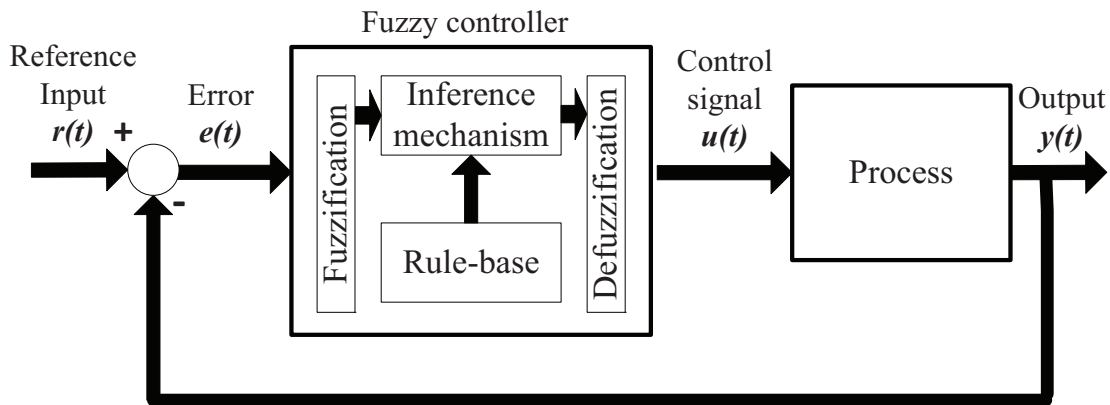 Fuzzy controller
Reference
Input
r(t)
+
-
Error
e(t)
Fuzzification
Inference
mechanism
Rule-base
Defuzzification
Control
signal
u(t)
Process
Output
y(t)